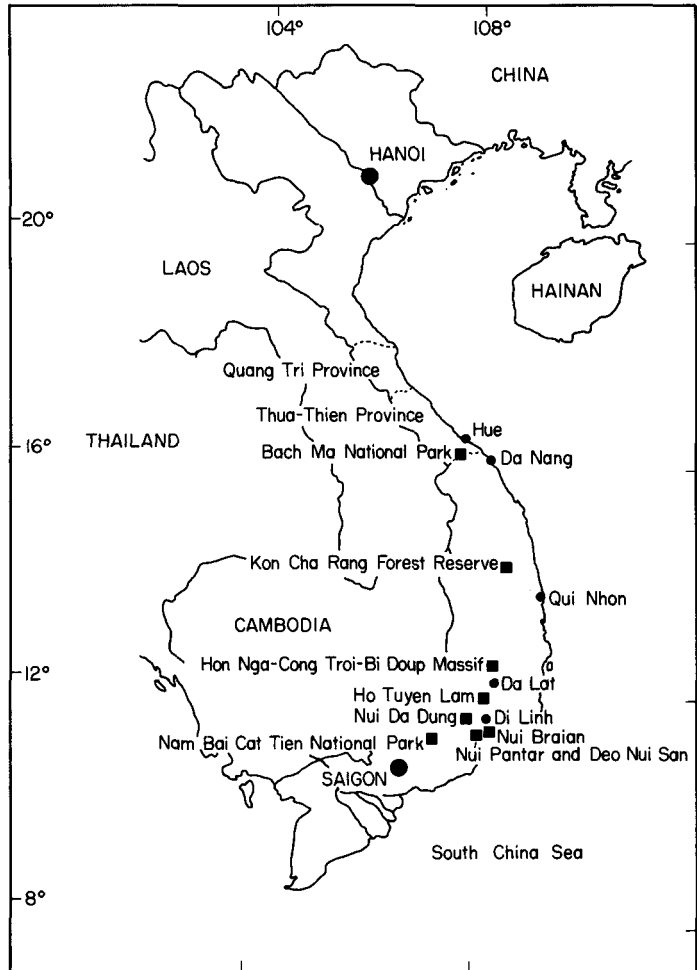 104°
108°
CHINA
HANOI
20°
LAOS
HAINAN
Quang Tri Province
Thua-Thien Province
Hue
THAILAND
16°
Bach Ma National Park
Da Nang
Kon Cha Rang Forest Reserve
Qui Nhon
CAMBODIA
Hon Nga-Cong Troi-Bi Doup Massif
12°
Da Lat
Ho Tuyen Lam
Nui Da Dung
Di Linh
Nui Braian
Nam Bai Cat Tien National Park
Nui Pantar and Deo Nui San
SAIGON
South China Sea
8°